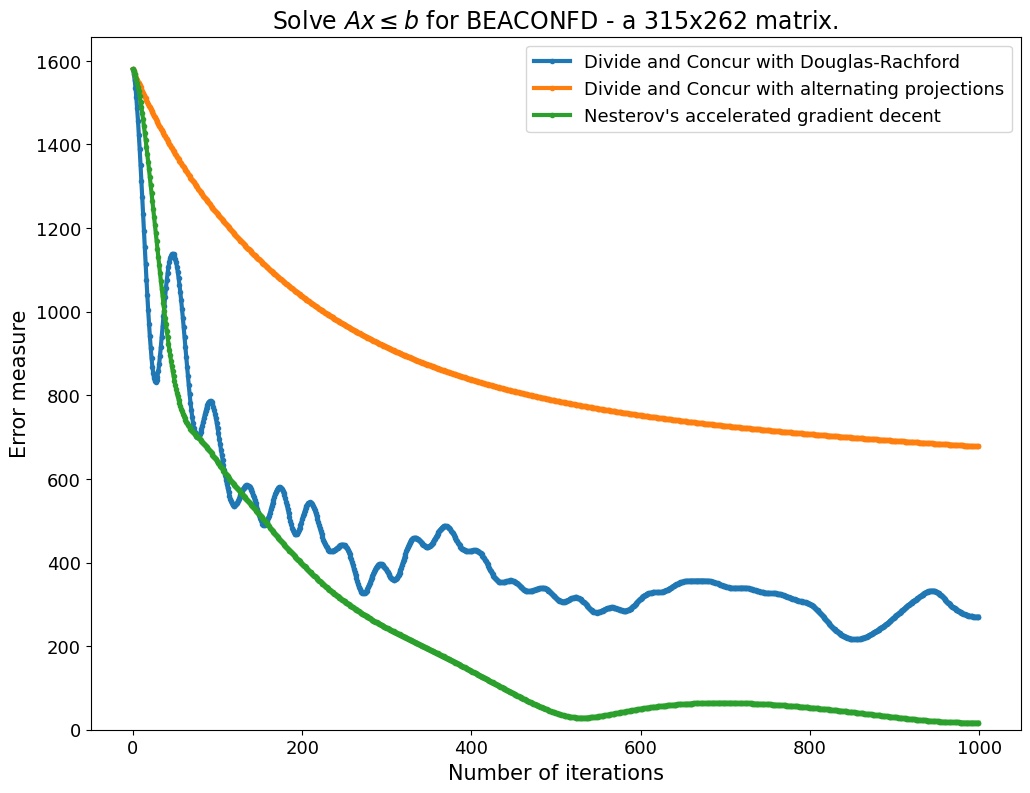 Solve Ax ≤ b for BEACONFD - a 315x262 matrix.
Divide and Concur with Douglas-Rachford
Divide and Concur with alternating projections
Nesterov's accelerated gradient decent
Error measure
1600
1400
1200
1000
800
600
400
200
0
0 200 400 600 800 1000
Number of iterations